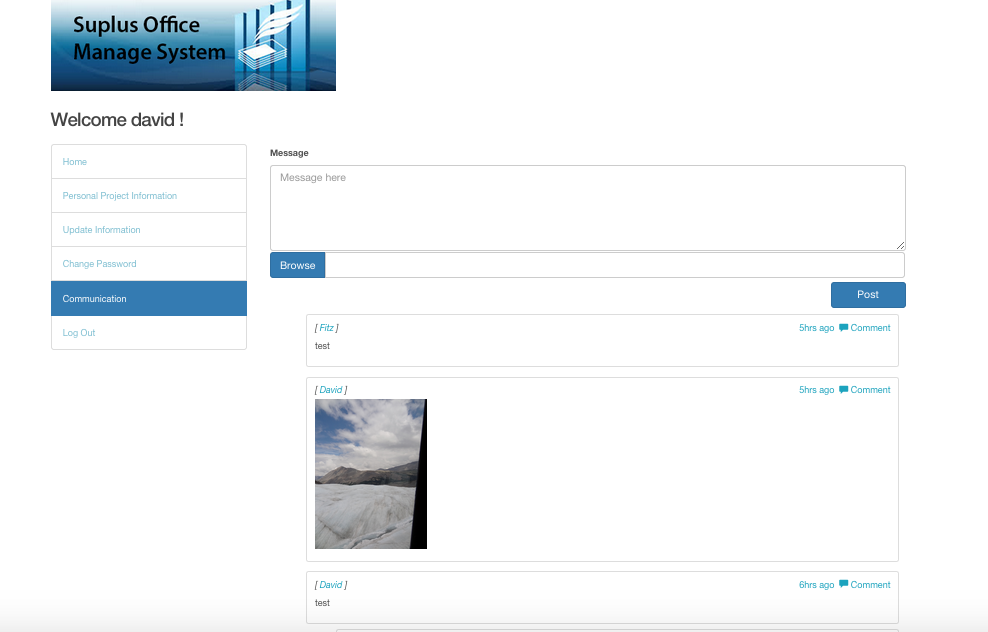 Suplus Office
Manage System
Welcome david !
Home
Personal Project Information
Update Information
Change Password
Communication
Log Out
Message
Message here
Browse
Post
[ Fitz ] 5hrs ago Comment
test
[ David ] 5hrs ago Comment
[ David ] 6hrs ago Comment
test